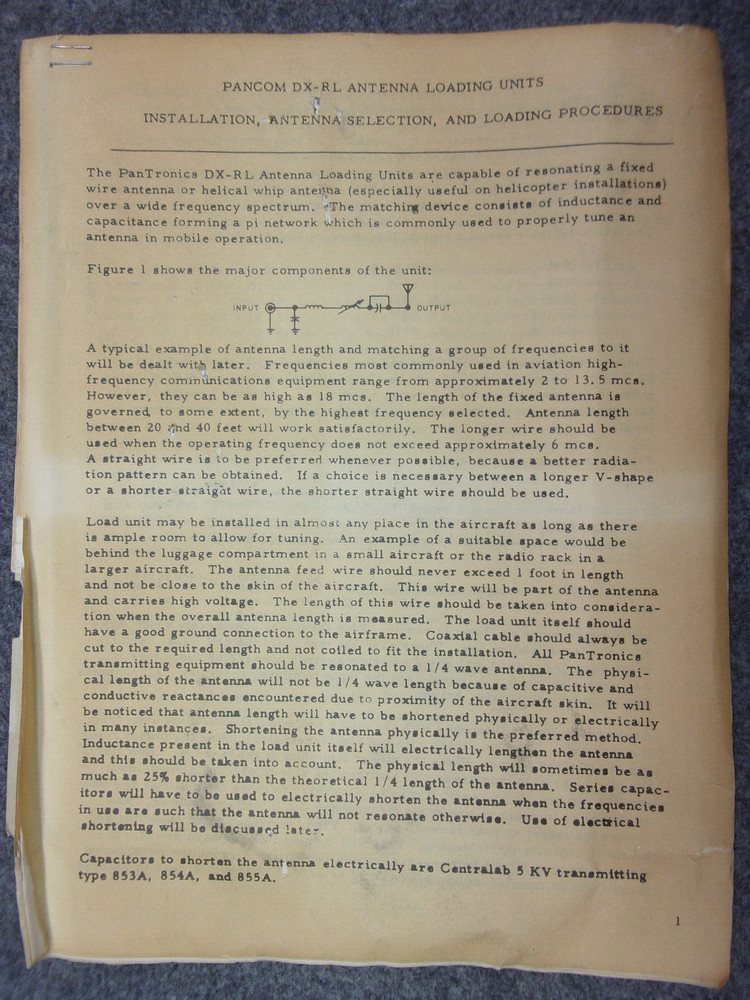 PANCOM DX-RL ANTENNA LOADING UNITS
INSTALLATION, ANTENNA SELECTION, AND LOADING PROCEDURES
The PanTronics DX-RL Antenna Loading Units are capable of resonating a fixed
wire antenna or helical whip antenna (especially useful on helicopter installations)
over a wide frequency spectrum. The matching device consists of inductance and
capacitance forming a pi network which is commonly used to properly tune an
antenna in mobile operation.
Figure 1 shows the major components of the unit:
INPUT OUTPUT
A typical example of antenna length and matching a group of frequencies to it
will be dealt with later. Frequencies most commonly used in aviation high-
frequency communications equipment range from approximately 2 to 13.5 mcs.
However, they can be as high as 18 mcs. The length of the fixed antenna is
governed, to some extent, by the highest frequency selected. Antenna length
between 20 and 40 feet will work satisfactorily. The longer wire should be
used when the operating frequency does not exceed approximately 6 mcs.
A straight wire is to be preferred whenever possible, because a better radia-
tion pattern can be obtained. If a choice is necessary between a longer V-shape
or a shorter straight wire, the shorter straight wire should be used.
Load unit may be installed in almost any place in the aircraft as long as there
is ample room to allow for tuning. An example of a suitable space would be
behind the luggage compartment in a small aircraft or the radio rack in a
larger aircraft. The antenna feed wire should never exceed 1 foot in length
and not be close to the skin of the aircraft. This wire will be part of the antenna
and carries high voltage. The length of this wire should be taken into considera-
tion when the overall antenna length is measured. The load unit itself should
have a good ground connection to the airframe. Coaxial cable should always be
cut to the required length and not coiled to fit the installation. All PanTronics
transmitting equipment should be resonated to a 1/4 wave antenna. The physi-
cal length of the antenna will not be 1/4 wave length because of capacitive and
conductive reactances encountered due to proximity of the aircraft skin. It will
be noticed that antenna length will have to be shortened physically or electrically
in many instances. Shortening the antenna physically is the preferred method.
Inductance present in the load unit itself will electrically lengthen the antenna
and this should be taken into account. The physical length will sometimes be as
much as 25% shorter than the theoretical 1/4 length of the antenna. Series capac-
itors will have to be used to electrically shorten the antenna when the frequencies
in use are such that the antenna will not resonate otherwise. Use of electrical
shortening will be discussed later.
Capacitors to shorten the antenna electrically are Centralab 5 KV transmitting
type 853A, 854A, and 855A.
1